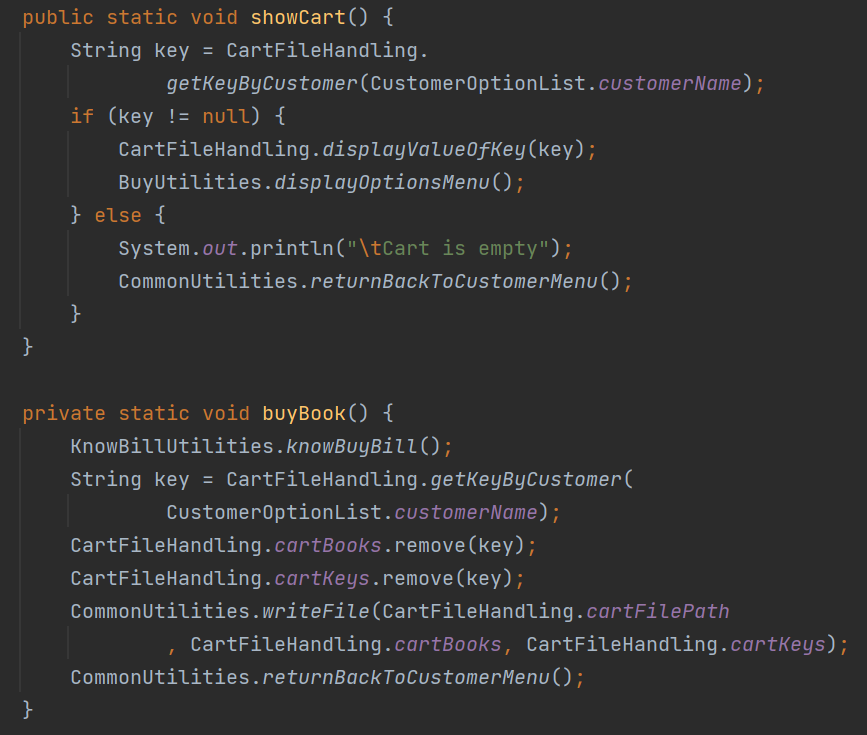 public static void showCart() {
    String key = CartFileHandling.
            getKeyByCustomer(CustomerOptionList.customerName);
    if (key != null) {
        CartFileHandling.displayValueOfKey(key);
        BuyUtilities.displayOptionsMenu();
    } else {
        System.out.println("\tCart is empty");
        CommonUtilities.returnBackToCustomerMenu();
    }
}

private static void buyBook() {
    KnowBillUtilities.knowBuyBill();
    String key = CartFileHandling.getKeyByCustomer(
            CustomerOptionList.customerName);
    CartFileHandling.cartBooks.remove(key);
    CartFileHandling.cartKeys.remove(key);
    CommonUtilities.writeFile(CartFileHandling.cartFilePath
            , CartFileHandling.cartBooks, CartFileHandling.cartKeys);
    CommonUtilities.returnBackToCustomerMenu();
}